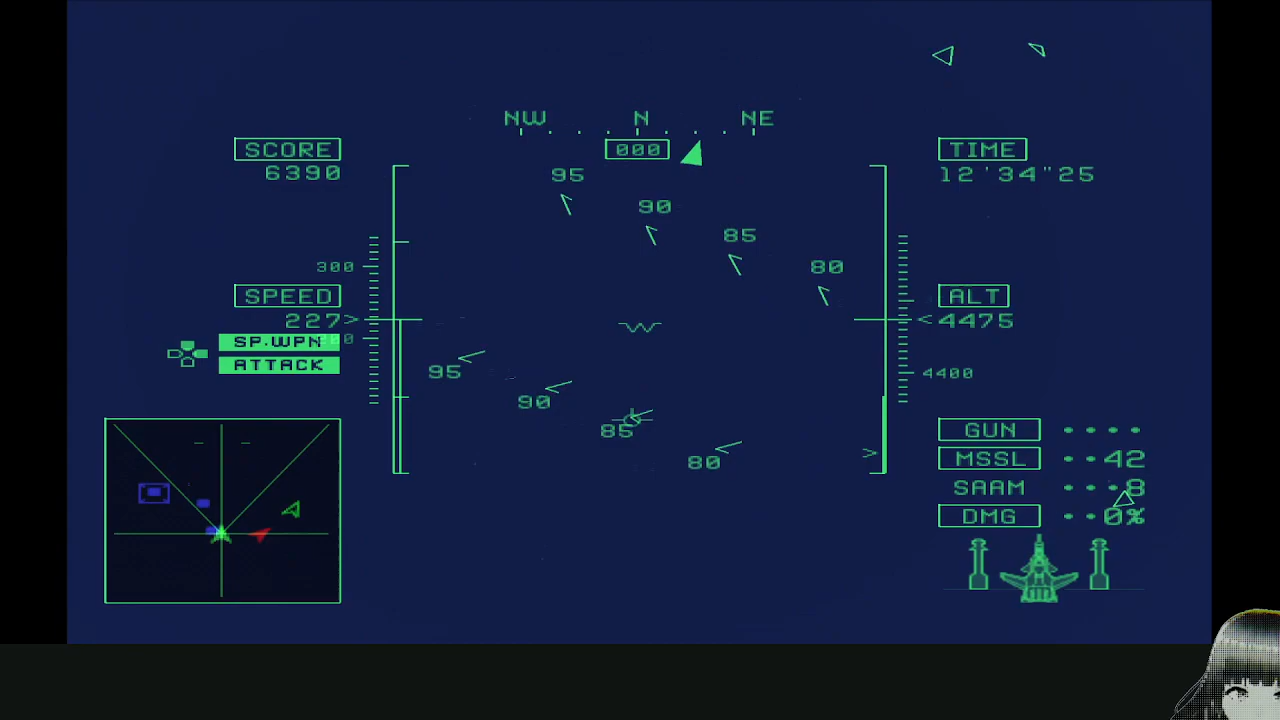 NW N NE
SCORE
6390
000
TIME
12'34"25
95
90
85
80
300
SPEED
227>
ALT
<4475
SP.WPN
ATTACK
95
90
85
80
4400
>
GUN
MSSL 42
SAAM 8
DMG 0%